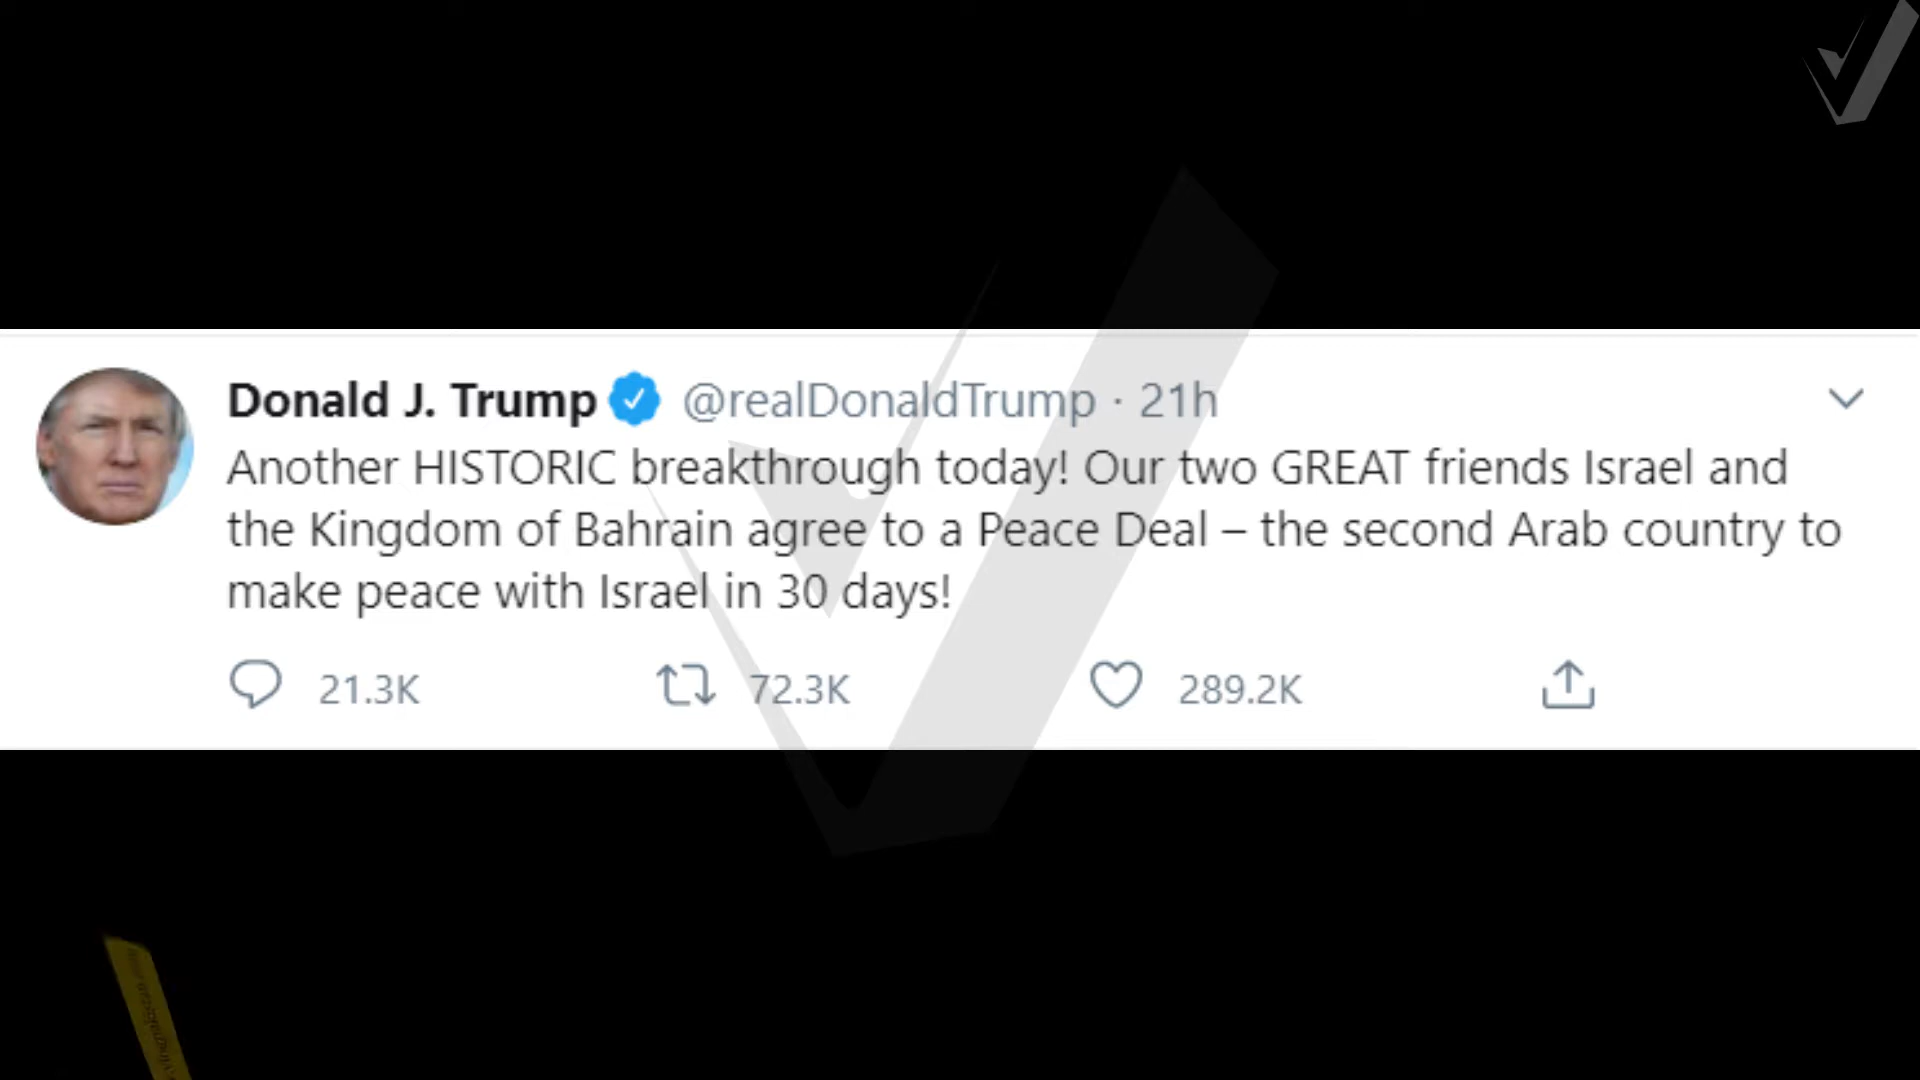 Donald J. Trump @realDonaldTrump · 21h
Another HISTORIC breakthrough today! Our two GREAT friends Israel and
the Kingdom of Bahrain agree to a Peace Deal – the second Arab country to
make peace with Israel in 30 days!
21.3K 72.3K 289.2K